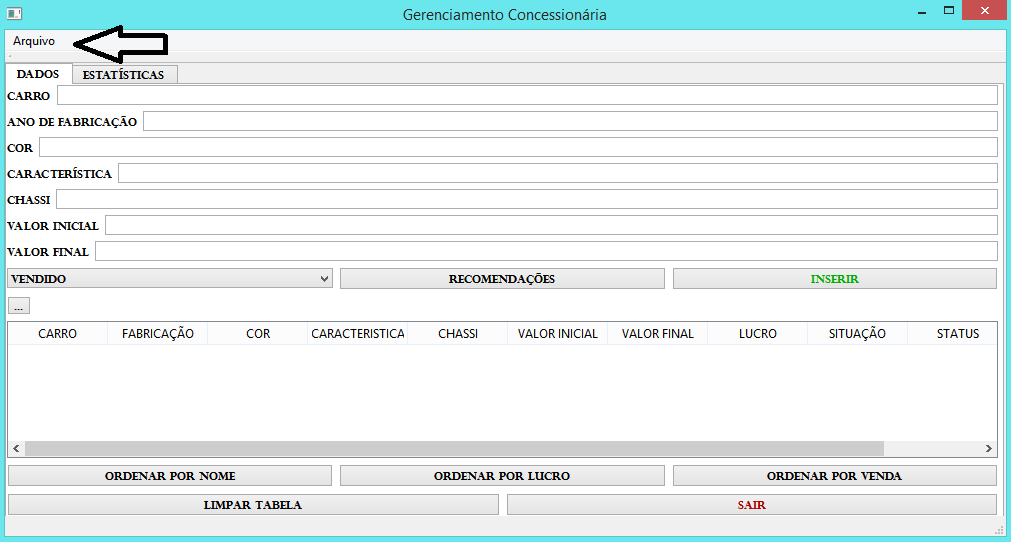 Gerenciamento Concessionária
Arquivo
DADOS ESTATÍSTICAS
CARRO
ANO DE FABRICAÇÃO
COR
CARACTERÍSTICA
CHASSI
VALOR INICIAL
VALOR FINAL
VENDIDO RECOMENDAÇÕES INSERIR
...
CARRO FABRICAÇÃO COR CARACTERISTICA CHASSI VALOR INICIAL VALOR FINAL LUCRO SITUAÇÃO STATUS
ORDENAR POR NOME ORDENAR POR LUCRO ORDENAR POR VENDA
LIMPAR TABELA SAIR